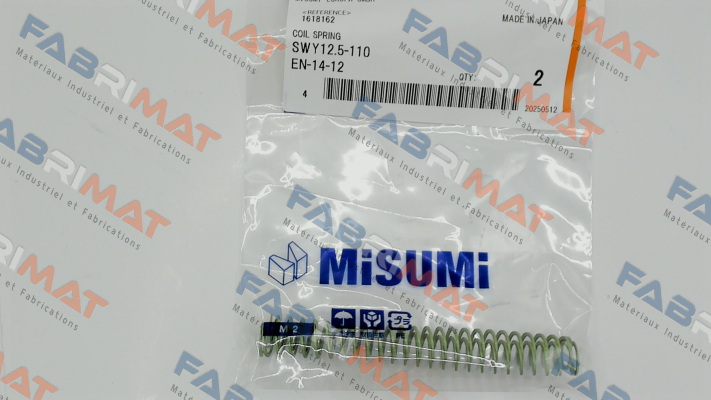 <REFERENCE>
1618162
MADE IN JAPAN
COIL SPRING
SWY12.5-110
EN-14-12
QTY
2
4
20250512
MiSUMi
M 2
FABRIMAT
Matériaux Industriel et Fabrications